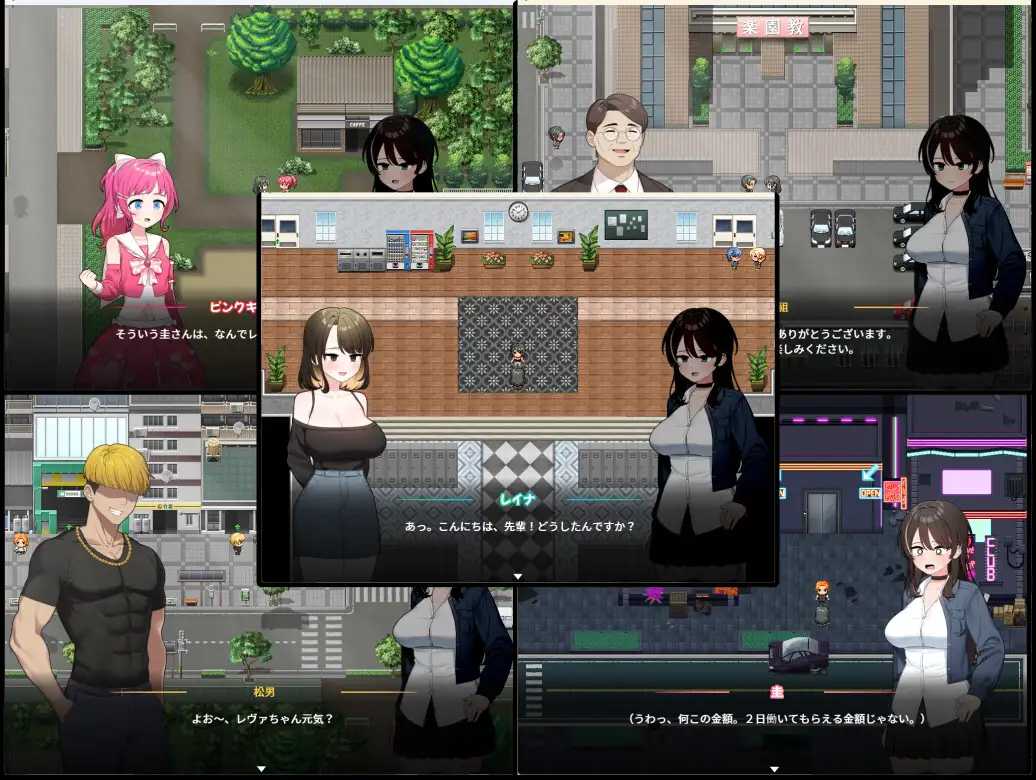 CAFFE
ピンクキ
そういう圭さんは、なんでレ
楽園教
組
ありがとうございます。
楽しみください。
レイナ
あっ。こんにちは、先輩！どうしたんですか？
松男
よお～、レヴァちゃん元気？
OPEN
CLUB
圭
（うわっ、何この金額。２日働いてもらえる金額じゃない。）